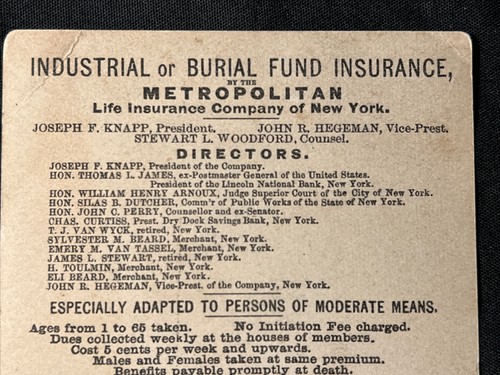 INDUSTRIAL or BURIAL FUND INSURANCE,
BY THE
METROPOLITAN
Life Insurance Company of New York.
JOSEPH F. KNAPP, President. JOHN R. HEGEMAN, Vice-Prest.
STEWART L. WOODFORD, Counsel.
DIRECTORS.
JOSEPH F. KNAPP, President of the Company.
HON. THOMAS L. JAMES, ex-Postmaster General of the United States.
President of the Lincoln National Bank, New York.
HON. WILLIAM HENRY ARNOUX, Judge Superior Court of the City of New York.
HON. SILAS B. DUTCHER, Comm'r of Public Works of the State of New York.
HON. JOHN C. PERRY, Counsellor and ex-Senator.
CHAS. CURTISS, Prest. Dry Dock Savings Bank, New York.
T. J. VAN WYCK, retired, New York.
SYLVESTER M. BEARD, Merchant, New York.
EMERY M. VAN TASSEL, Merchant, New York.
JAMES L. STEWART, retired, New York.
H. TOULMIN, Merchant, New York.
ELI BEARD, Merchant, New York.
JOHN R. HEGEMAN, Vice-Prest. of the Company, New York.
ESPECIALLY ADAPTED TO PERSONS OF MODERATE MEANS.
Ages from 1 to 65 taken. No Initiation Fee charged.
Dues collected weekly at the houses of members.
Cost 5 cents per week and upwards.
Males and Females taken at same premium.
Benefits payable promptly at death.